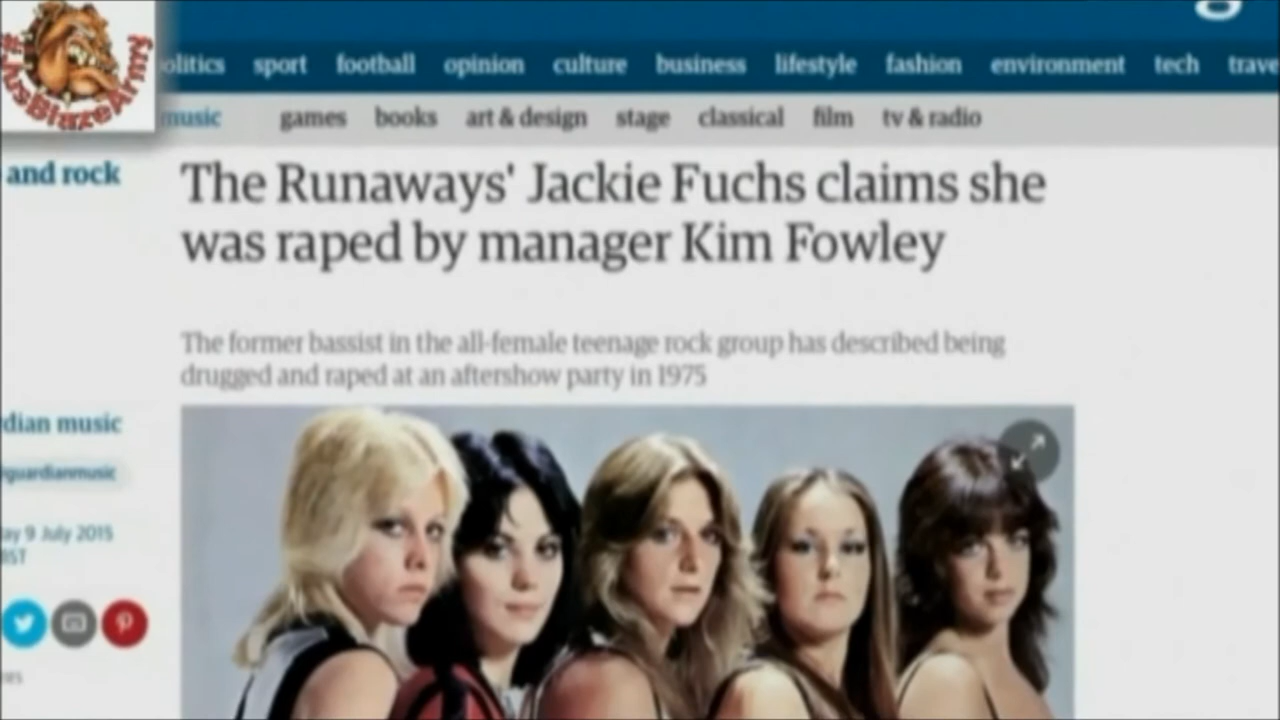 #JusBlazeArmy
olitics sport football opinion culture business lifestyle fashion environment tech trave
music games books art & design stage classical film tv & radio
and rock
The Runaways' Jackie Fuchs claims she
was raped by manager Kim Fowley
The former bassist in the all-female teenage rock group has described being
drugged and raped at an aftershow party in 1975
dian music
guardianmusic
ay 9 July 2015
BST